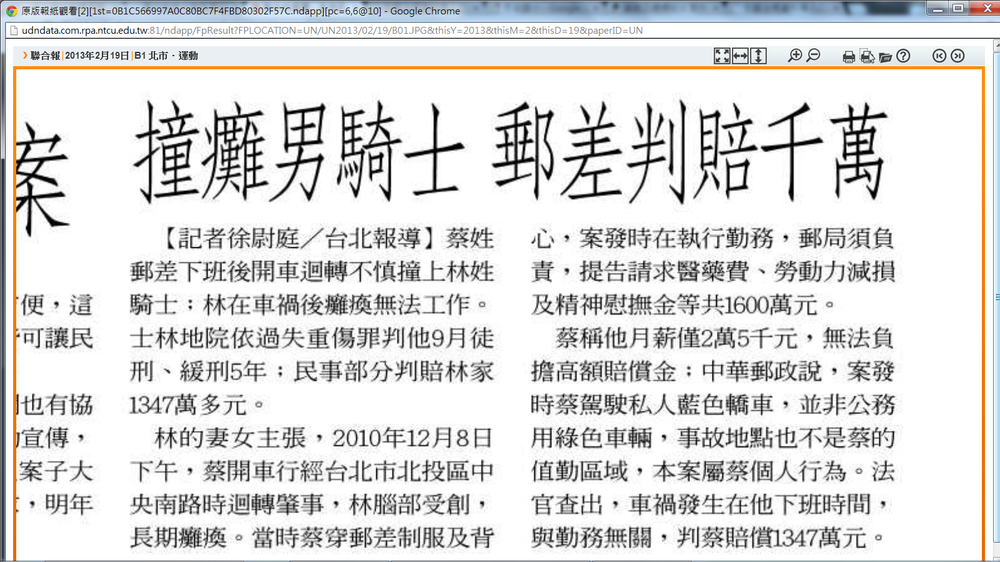 原版報紙觀看[2][1st=0B1C566997A0C80BC7F4FBD80302F57C.ndapp][pc=6,6@10] - Google Chrome
udndata.com.rpa.ntcu.edu.tw:81/ndapp/FpResult?FPLOCATION=UN/UN2013/02/19/B01.JPG&thisY=2013&thisM=2&thisD=19&paperID=UN
聯合報|2013年2月19日|B1 北市．運動
案
便，這
可讓民
也有協
宣傳，
案子大
，明年
撞癱男騎士 郵差判賠千萬
【記者徐尉庭／台北報導】蔡姓
郵差下班後開車迴轉不慎撞上林姓
騎士；林在車禍後癱瘓無法工作。
士林地院依過失重傷罪判他9月徒
刑、緩刑5年；民事部分判賠林家
1347萬多元。
林的妻女主張，2010年12月8日
下午，蔡開車行經台北市北投區中
央南路時迴轉肇事，林腦部受創，
長期癱瘓。當時蔡穿郵差制服及背
心，案發時在執行勤務，郵局須負
責，提告請求醫藥費、勞動力減損
及精神慰撫金等共1600萬元。
蔡稱他月薪僅2萬5千元，無法負
擔高額賠償金；中華郵政說，案發
時蔡駕駛私人藍色轎車，並非公務
用綠色車輛，事故地點也不是蔡的
值勤區域，本案屬蔡個人行為。法
官查出，車禍發生在他下班時間，
與勤務無關，判蔡賠償1347萬元。